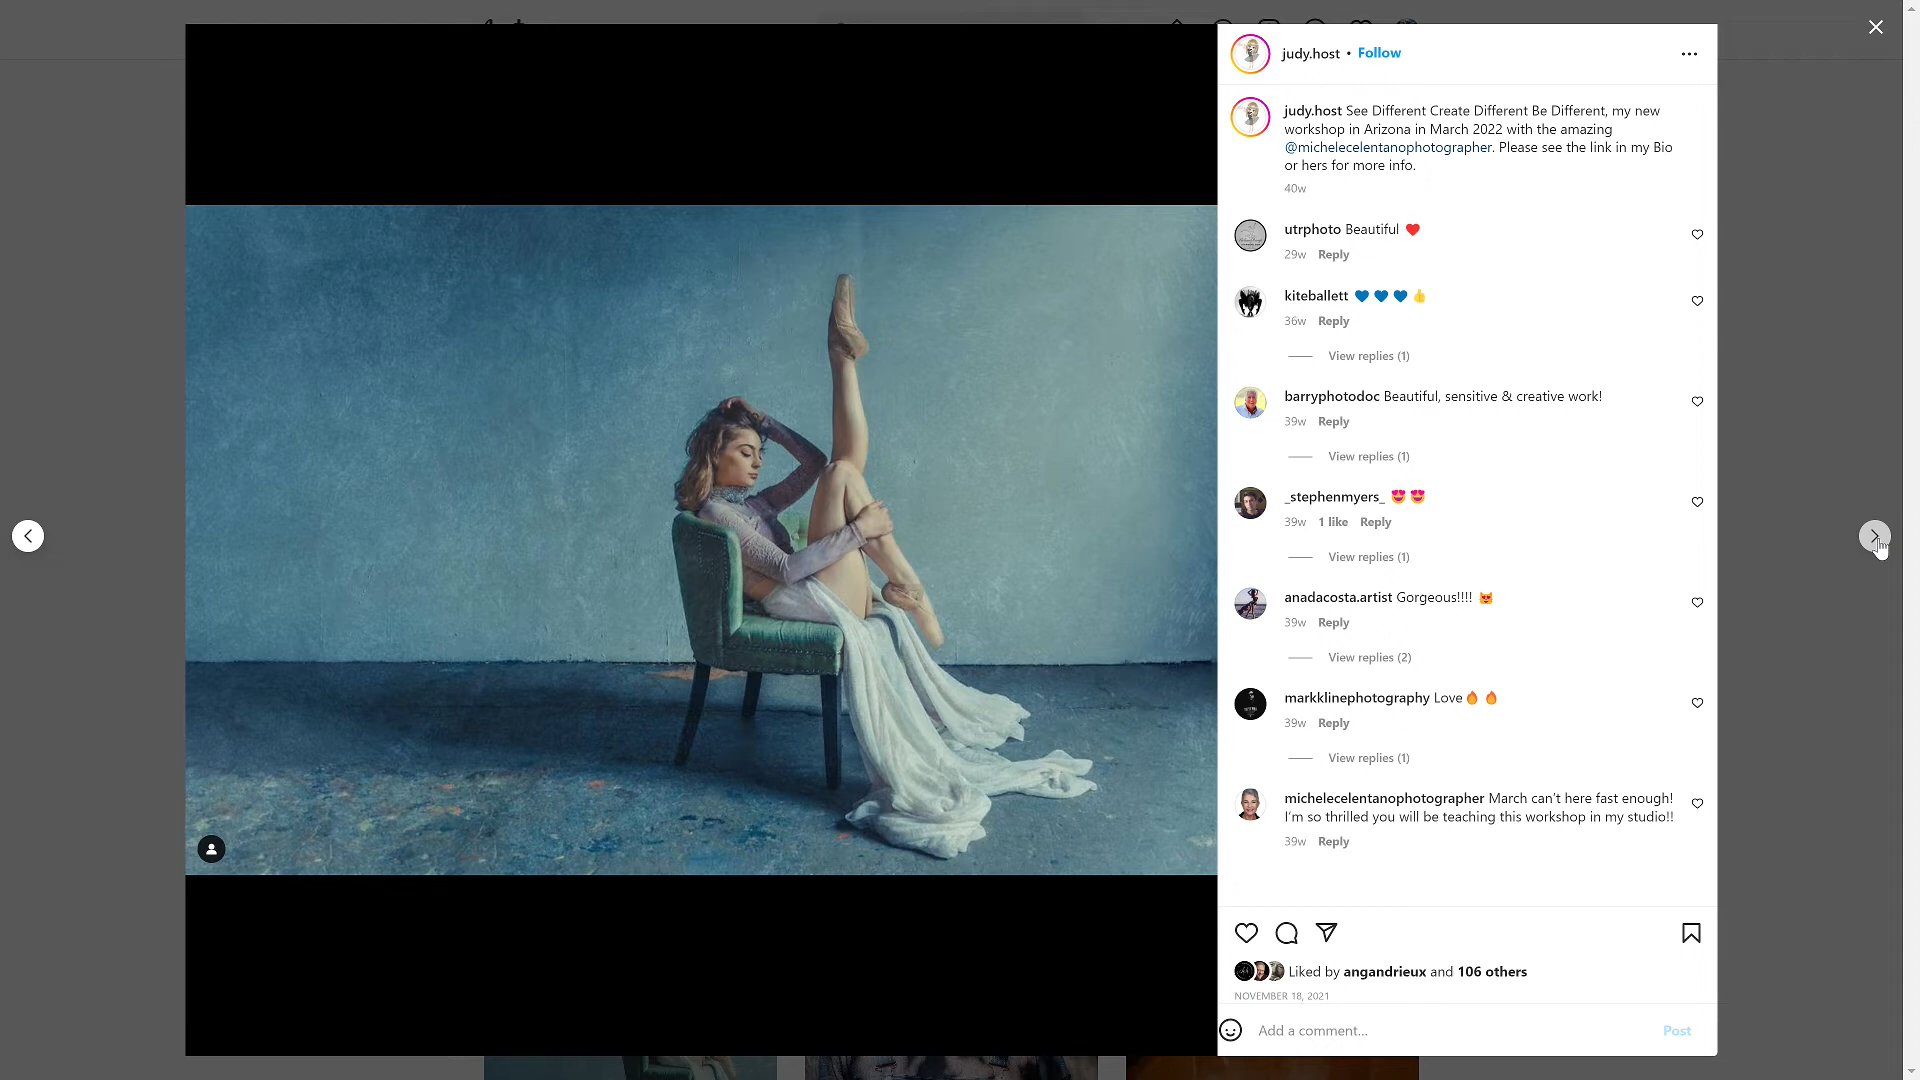 judy.host • Follow
judy.host See Different Create Different Be Different, my new
workshop in Arizona in March 2022 with the amazing
@michelecelentanophotographer. Please see the link in my Bio
or hers for more info.
40w
utrphoto Beautiful ❤️
29w Reply
kiteballett 💙 💙 💙 👍
36w Reply
View replies (1)
barryphotodoc Beautiful, sensitive & creative work!
39w Reply
View replies (1)
_stephenmyers_ 😍 😍
39w 1 like Reply
View replies (1)
anadacosta.artist Gorgeous!!!! 😻
39w Reply
View replies (2)
markklinephotography Love🔥 🔥
39w Reply
View replies (1)
michelecelentanophotographer March can't here fast enough!
I'm so thrilled you will be teaching this workshop in my studio!!
39w Reply
Liked by angandrieux and 106 others
NOVEMBER 18, 2021
Add a comment...
Post